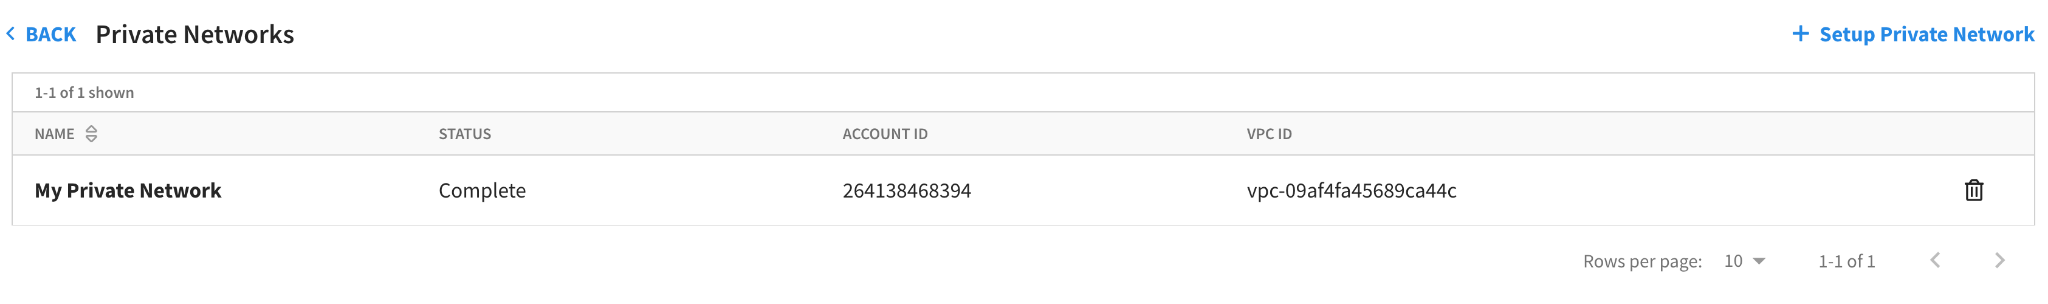 BACK Private Networks + Setup Private Network
1-1 of 1 shown
NAME STATUS ACCOUNT ID VPC ID
My Private Network Complete 264138468394 vpc-09af4fa45689ca44c
Rows per page: 10 1-1 of 1